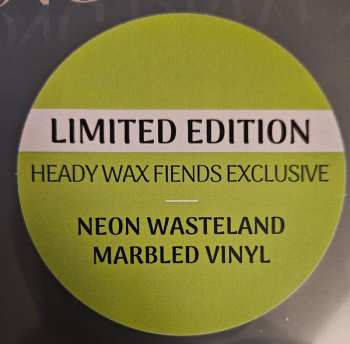 LIMITED EDITION
HEADY WAX FIENDS EXCLUSIVE
NEON WASTELAND
MARBLED VINYL